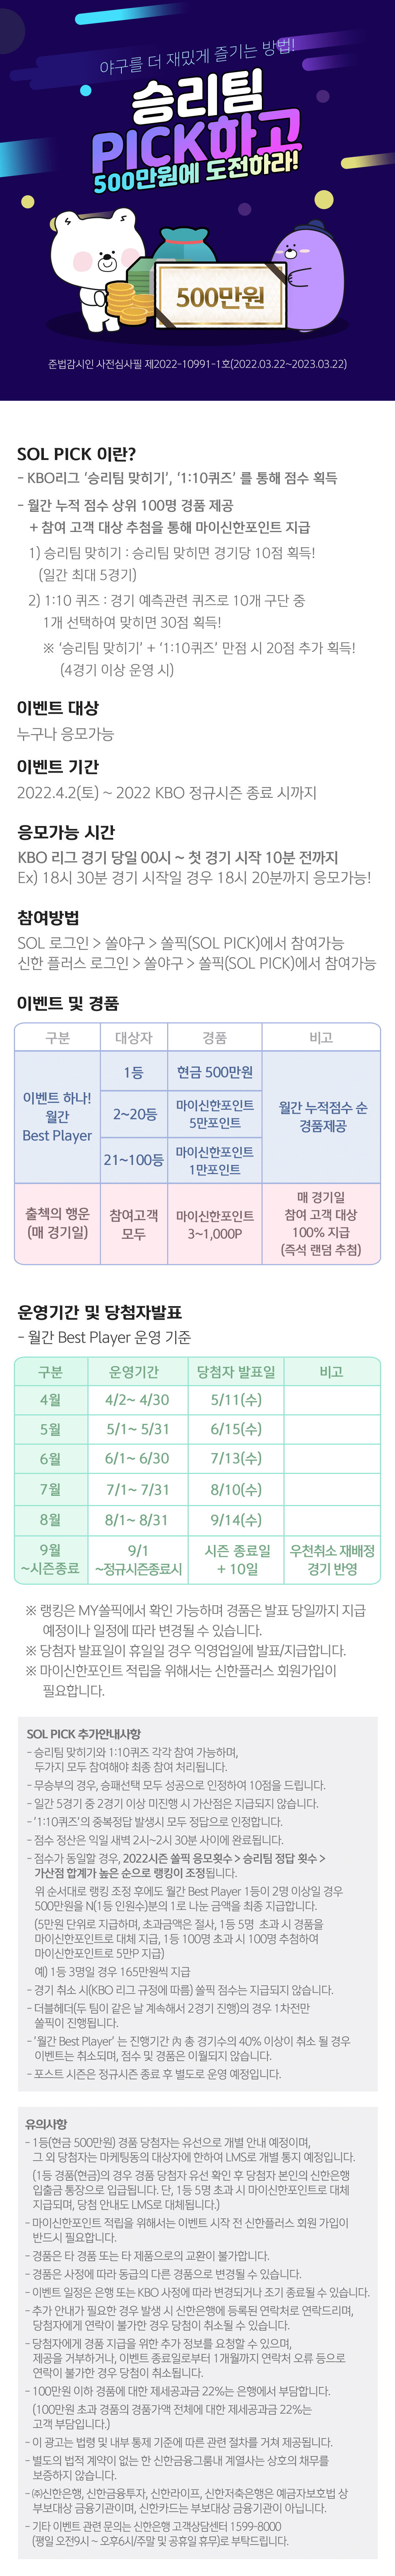 야구를 더 재밌게 즐기는 방법!
승리팀
PICK하고
500만원에 도전하라!
500만원
준법감시인 사전심사필 제2022-10991-1호(2022.03.22~2023.03.22)
SOL PICK 이란?
- KBO리그 ‘승리팀 맞히기’, ‘1:10퀴즈’ 를 통해 점수 획득
- 월간 누적 점수 상위 100명 경품 제공
+ 참여 고객 대상 추첨을 통해 마이신한포인트 지급
1) 승리팀 맞히기 : 승리팀 맞히면 경기당 10점 획득!
(일간 최대 5경기)
2) 1:10 퀴즈 : 경기 예측관련 퀴즈로 10개 구단 중
1개 선택하여 맞히면 30점 획득!
※ ‘승리팀 맞히기’ + ‘1:10퀴즈’ 만점 시 20점 추가 획득!
(4경기 이상 운영 시)
이벤트 대상
누구나 응모가능
이벤트 기간
2022.4.2(토) ~ 2022 KBO 정규시즌 종료 시까지
응모가능 시간
KBO 리그 경기 당일 00시 ~ 첫 경기 시작 10분 전까지
Ex) 18시 30분 경기 시작일 경우 18시 20분까지 응모가능!
참여방법
SOL 로그인 > 쏠야구 > 쏠픽(SOL PICK)에서 참여가능
신한 플러스 로그인 > 쏠야구 > 쏠픽(SOL PICK)에서 참여가능
이벤트 및 경품
구분 대상자 경품 비고
이벤트 하나!
월간
Best Player
1등 현금 500만원
2~20등 마이신한포인트
5만포인트
21~100등 마이신한포인트
1만포인트
월간 누적점수 순
경품제공
출첵의 행운
(매 경기일)
참여고객
모두
마이신한포인트
3~1,000P
매 경기일
참여 고객 대상
100% 지급
(즉석 랜덤 추첨)
운영기간 및 당첨자발표
- 월간 Best Player 운영 기준
구분 운영기간 당첨자 발표일 비고
4월 4/2~ 4/30 5/11(수)
5월 5/1~ 5/31 6/15(수)
6월 6/1~ 6/30 7/13(수)
7월 7/1~ 7/31 8/10(수)
8월 8/1~ 8/31 9/14(수)
9월
~시즌종료
9/1
~정규시즌종료시
시즌 종료일
+ 10일
우천취소 재배정
경기 반영
※ 랭킹은 MY쏠픽에서 확인 가능하며 경품은 발표 당일까지 지급
예정이나 일정에 따라 변경될 수 있습니다.
※ 당첨자 발표일이 휴일일 경우 익영업일에 발표/지급합니다.
※ 마이신한포인트 적립을 위해서는 신한플러스 회원가입이
필요합니다.
SOL PICK 추가안내사항
- 승리팀 맞히기와 1:10퀴즈 각각 참여 가능하며,
두가지 모두 참여해야 최종 참여 처리됩니다.
- 무승부의 경우, 승패선택 모두 성공으로 인정하여 10점을 드립니다.
- 일간 5경기 중 2경기 이상 미진행 시 가산점은 지급되지 않습니다.
- '1:10퀴즈'의 중복정답 발생시 모두 정답으로 인정합니다.
- 점수 정산은 익일 새벽 2시~2시 30분 사이에 완료됩니다.
- 점수가 동일할 경우, 2022시즌 쏠픽 응모횟수 > 승리팀 정답 횟수 >
가산점 합계가 높은 순으로 랭킹이 조정됩니다.
위 순서대로 랭킹 조정 후에도 월간 Best Player 1등이 2명 이상일 경우
500만원을 N(1등 인원수)분의 1로 나눈 금액을 최종 지급합니다.
(5만원 단위로 지급하며, 초과금액은 절사, 1등 5명 초과 시 경품을
마이신한포인트로 대체 지급, 1등 100명 초과 시 100명 추첨하여
마이신한포인트로 5만P 지급)
예) 1등 3명일 경우 165만원씩 지급
- 경기 취소 시(KBO 리그 규정에 따름) 쏠픽 점수는 지급되지 않습니다.
- 더블헤더(두 팀이 같은 날 계속해서 2경기 진행)의 경우 1차전만
쏠픽이 진행됩니다.
- '월간 Best Player' 는 진행기간 內 총 경기수의 40% 이상이 취소 될 경우
이벤트는 취소되며, 점수 및 경품은 이월되지 않습니다.
- 포스트 시즌은 정규시즌 종료 후 별도로 운영 예정입니다.
유의사항
- 1등(현금 500만원) 경품 당첨자는 유선으로 개별 안내 예정이며,
그 외 당첨자는 마케팅동의 대상자에 한하여 LMS로 개별 통지 예정입니다.
(1등 경품(현금)의 경우 경품 당첨자 유선 확인 후 당첨자 본인의 신한은행
입출금 통장으로 입금됩니다. 단, 1등 5명 초과 시 마이신한포인트로 대체
지급되며, 당첨 안내도 LMS로 대체됩니다.)
- 마이신한포인트 적립을 위해서는 이벤트 시작 전 신한플러스 회원 가입이
반드시 필요합니다.
- 경품은 타 경품 또는 타 제품으로의 교환이 불가합니다.
- 경품은 사정에 따라 동급의 다른 경품으로 변경될 수 있습니다.
- 이벤트 일정은 은행 또는 KBO 사정에 따라 변경되거나 조기 종료될 수 있습니다.
- 추가 안내가 필요한 경우 발생 시 신한은행에 등록된 연락처로 연락드리며,
당첨자에게 연락이 불가한 경우 당첨이 취소될 수 있습니다.
- 당첨자에게 경품 지급을 위한 추가 정보를 요청할 수 있으며,
제공을 거부하거나, 이벤트 종료일로부터 1개월까지 연락처 오류 등으로
연락이 불가한 경우 당첨이 취소됩니다.
- 100만원 이하 경품에 대한 제세공과금 22%는 은행에서 부담합니다.
(100만원 초과 경품의 경품가액 전체에 대한 제세공과금 22%는
고객 부담입니다.)
- 이 광고는 법령 및 내부 통제 기준에 따른 관련 절차를 거쳐 제공됩니다.
- 별도의 법적 계약이 없는 한 신한금융그룹내 계열사는 상호의 채무를
보증하지 않습니다.
- ㈜신한은행, 신한금융투자, 신한라이프, 신한저축은행은 예금자보호법 상
부보대상 금융기관이며, 신한카드는 부보대상 금융기관이 아닙니다.
- 기타 이벤트 관련 문의는 신한은행 고객상담센터 1599-8000
(평일 오전9시 ~ 오후6시/주말 및 공휴일 휴무)로 부탁드립니다.